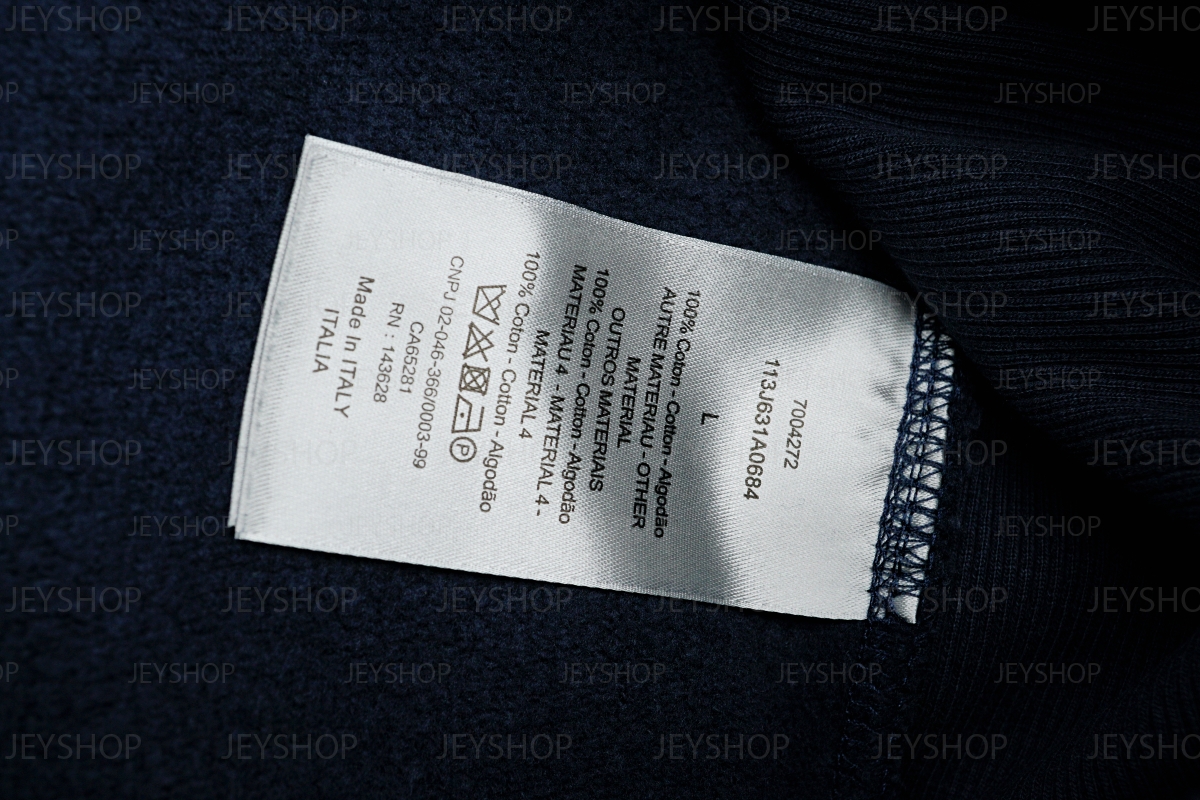 7004272
113J631A0684
L
100% Coton - Cotton - Algodão
AUTRE MATERIAU - OTHER
MATERIAL
OUTROS MATERIAIS
100% Coton - Cotton - Algodão
MATERIAU 4 - MATERIAL 4 -
MATERIAL 4
100% Coton - Cotton - Algodão
P
CNPJ 02-046-366/0003-99
CA65281
RN : 143628
Made In ITALY
ITALIA
JEYSHOP